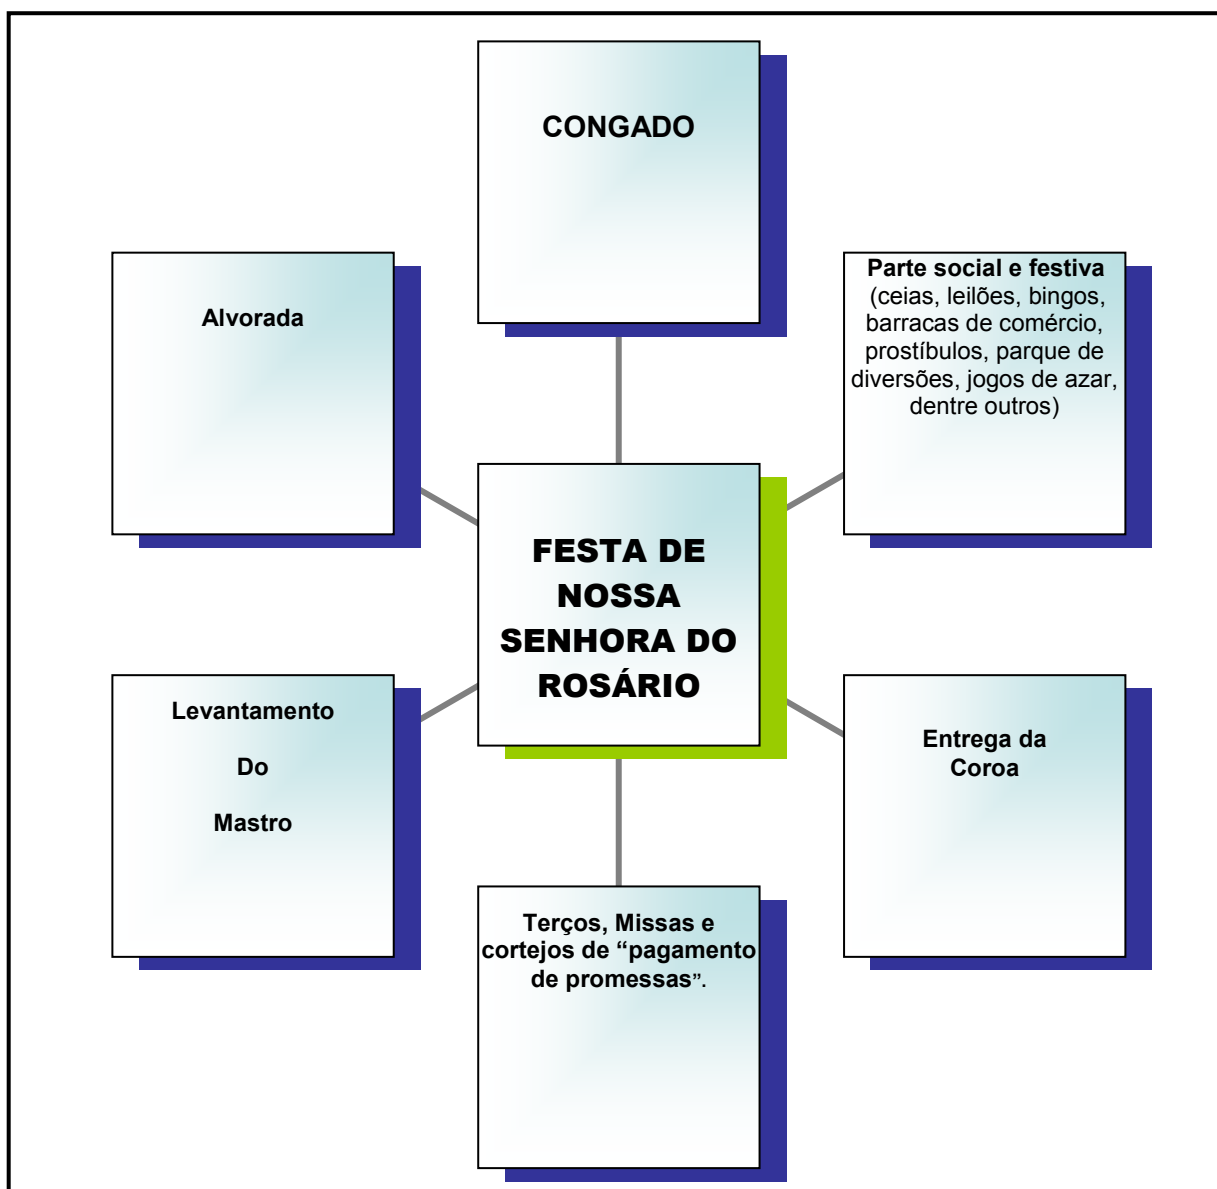 CONGADO
Alvorada
Parte social e festiva
(ceias, leilões, bingos,
barracas de comércio,
prostíbulos, parque de
diversões, jogos de azar,
dentre outros)
FESTA DE
NOSSA
SENHORA DO
ROSÁRIO
Levantamento
Do
Mastro
Entrega da
Coroa
Terços, Missas e
cortejos de “pagamento
de promessas”.